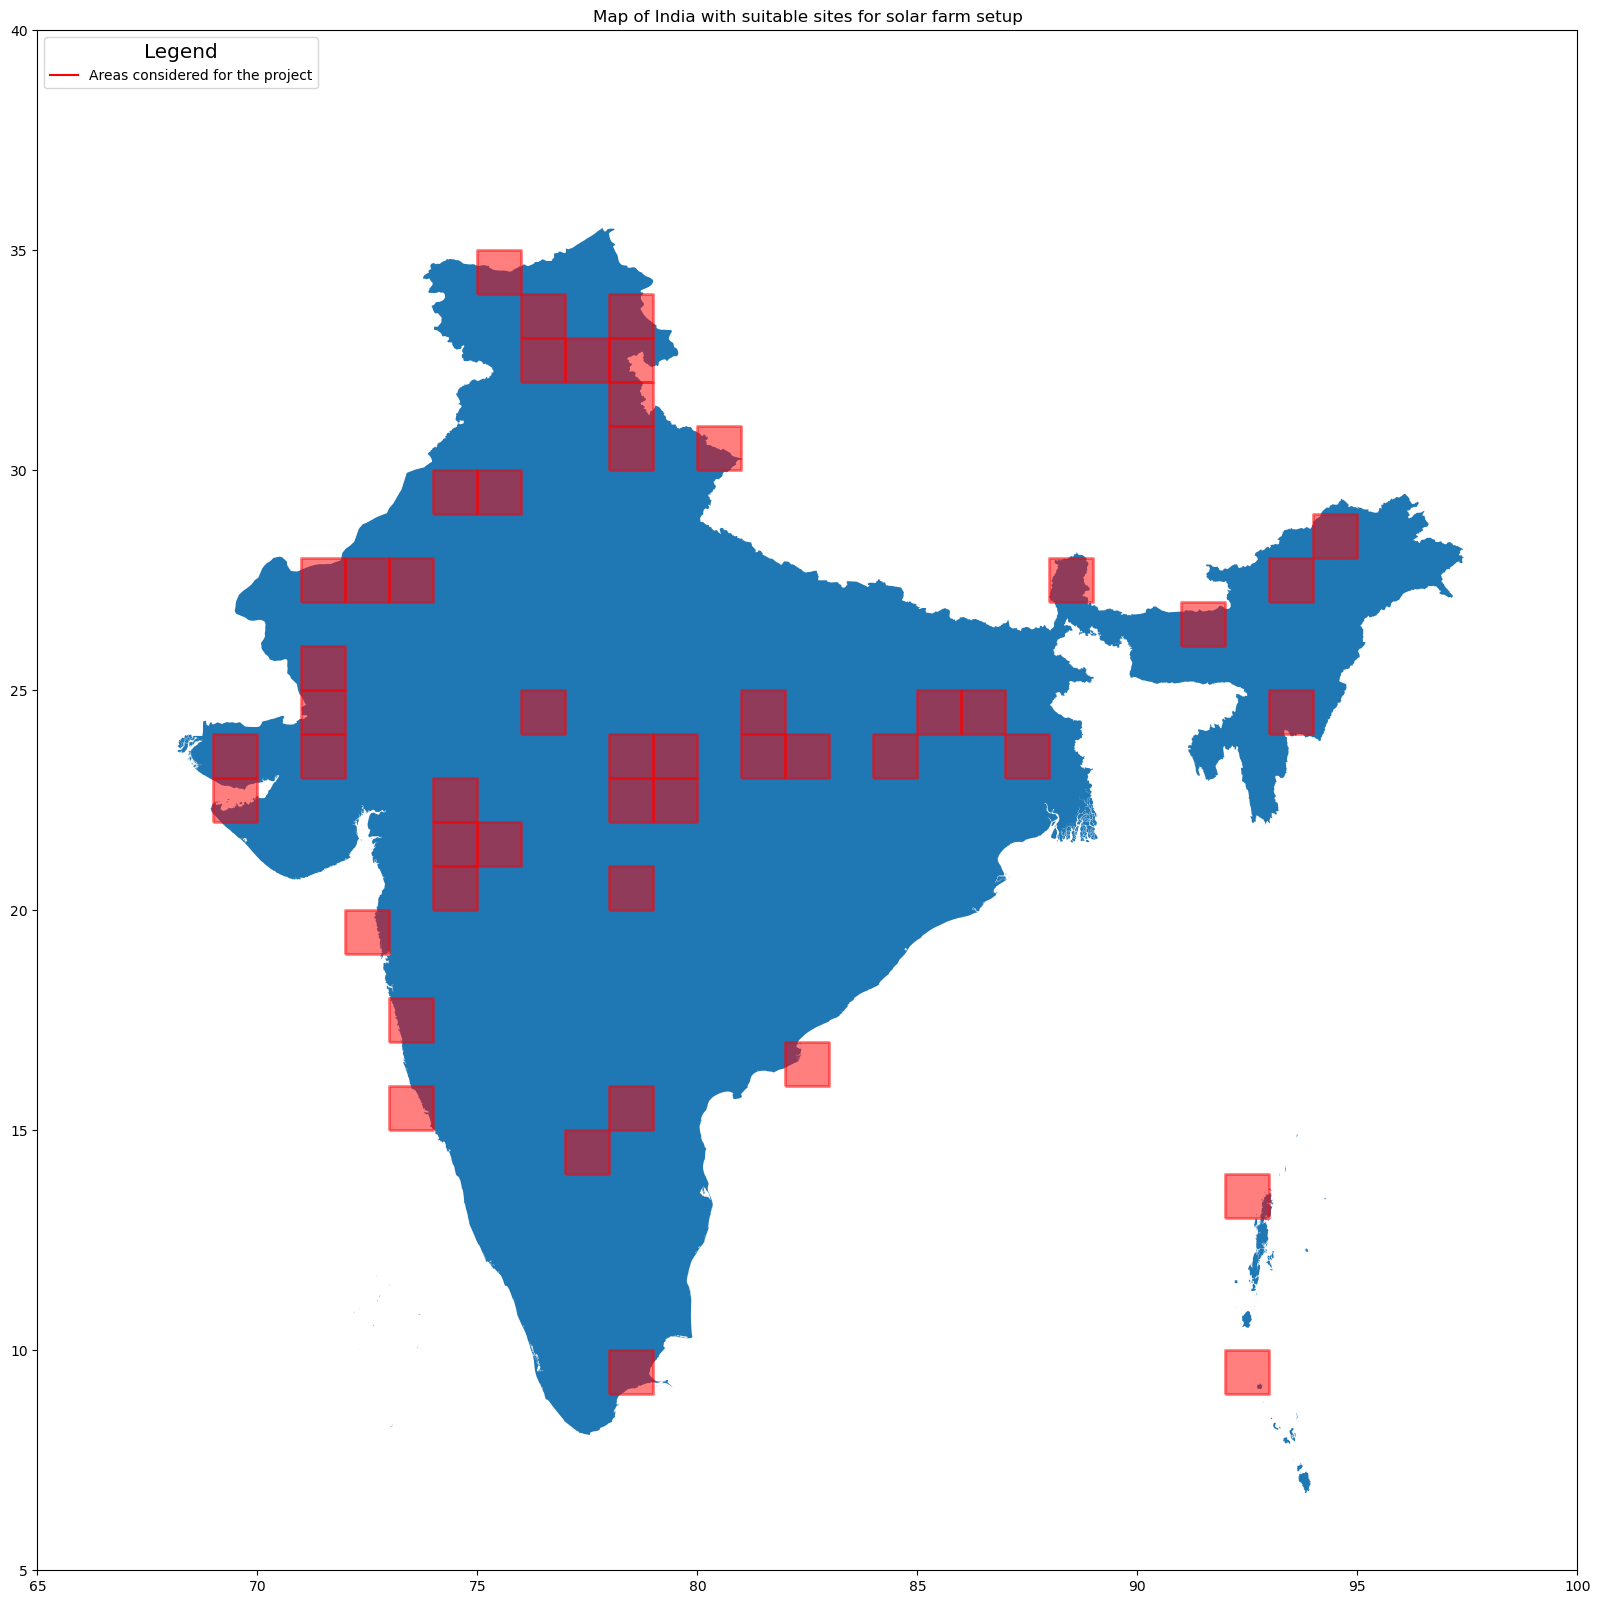 Map of India with suitable sites for solar farm setup
40
Legend
Areas considered for the project
35
30
25
20
15
10
5
65 70 75 80 85 90 95 100